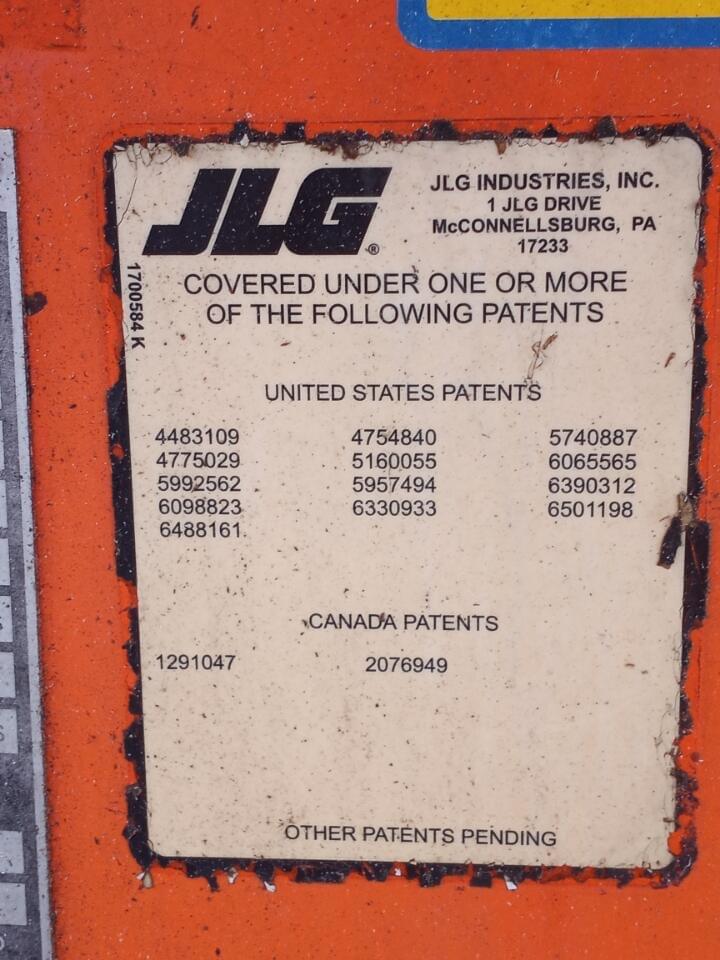 JLG®
JLG INDUSTRIES, INC.
1 JLG DRIVE
McCONNELLSBURG, PA
17233
1700584 K
COVERED UNDER ONE OR MORE
OF THE FOLLOWING PATENTS
UNITED STATES PATENTS
4483109 4754840 5740887
4775029 5160055 6065565
5992562 5957494 6390312
6098823 6330933 6501198
6488161
CANADA PATENTS
1291047 2076949
OTHER PATENTS PENDING